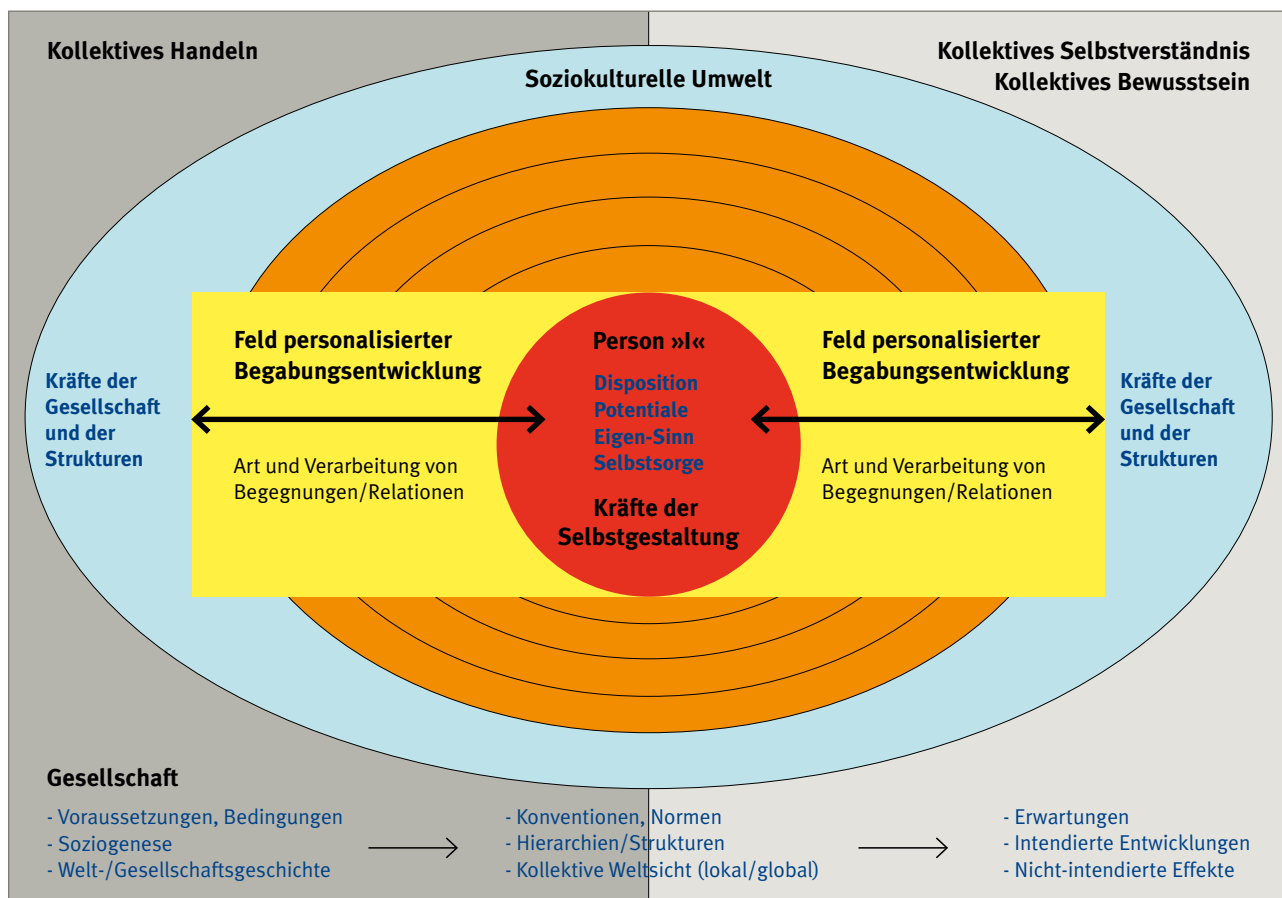 Kollektives Handeln
Kollektives Selbstverständnis
Kollektives Bewusstsein
Soziokulturelle Umwelt
Kräfte der
Gesellschaft
und der
Strukturen
Feld personalisierter
Begabungsentwicklung
Art und Verarbeitung von
Begegnungen/Relationen
Person »I«
Disposition
Potentiale
Eigen-Sinn
Selbstsorge
Kräfte der
Selbstgestaltung
Feld personalisierter
Begabungsentwicklung
Art und Verarbeitung von
Begegnungen/Relationen
Kräfte der
Gesellschaft
und der
Strukturen
Gesellschaft
- Voraussetzungen, Bedingungen
- Soziogenese
- Welt-/Gesellschaftsgeschichte
- Konventionen, Normen
- Hierarchien/Strukturen
- Kollektive Weltsicht (lokal/global)
- Erwartungen
- Intendierte Entwicklungen
- Nicht-intendierte Effekte